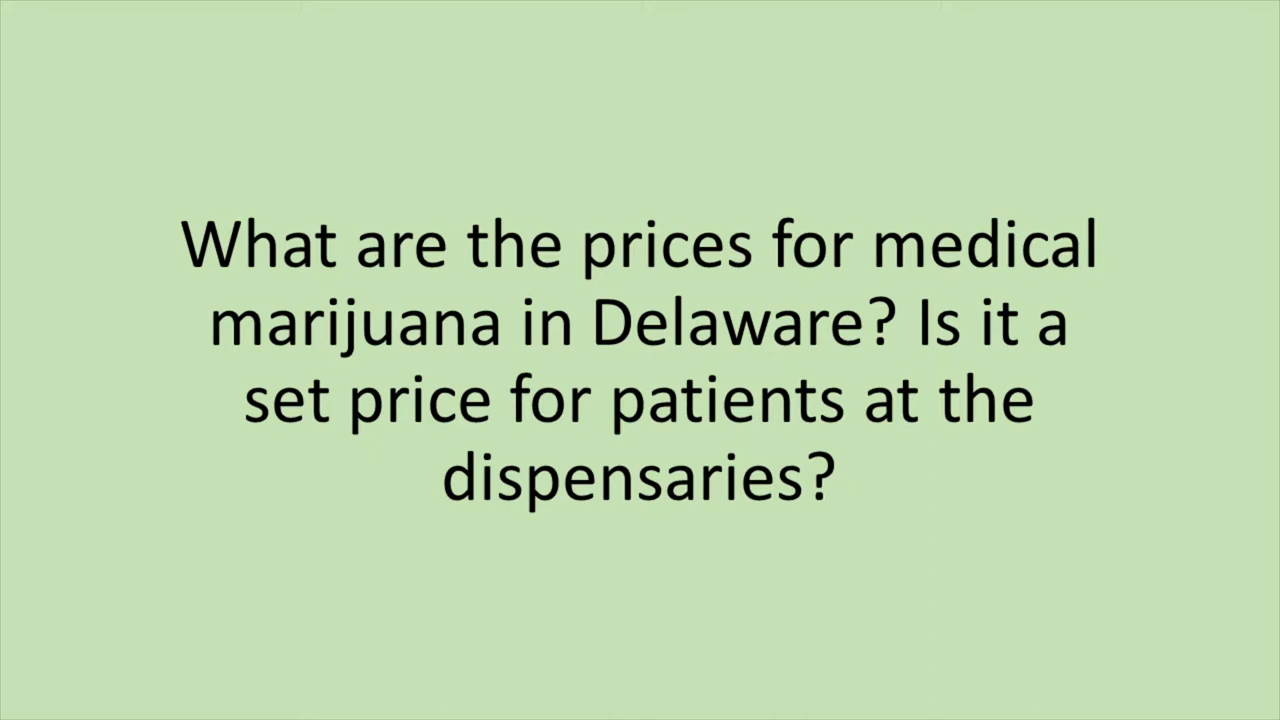 What are the prices for medical
marijuana in Delaware? Is it a
set price for patients at the
dispensaries?